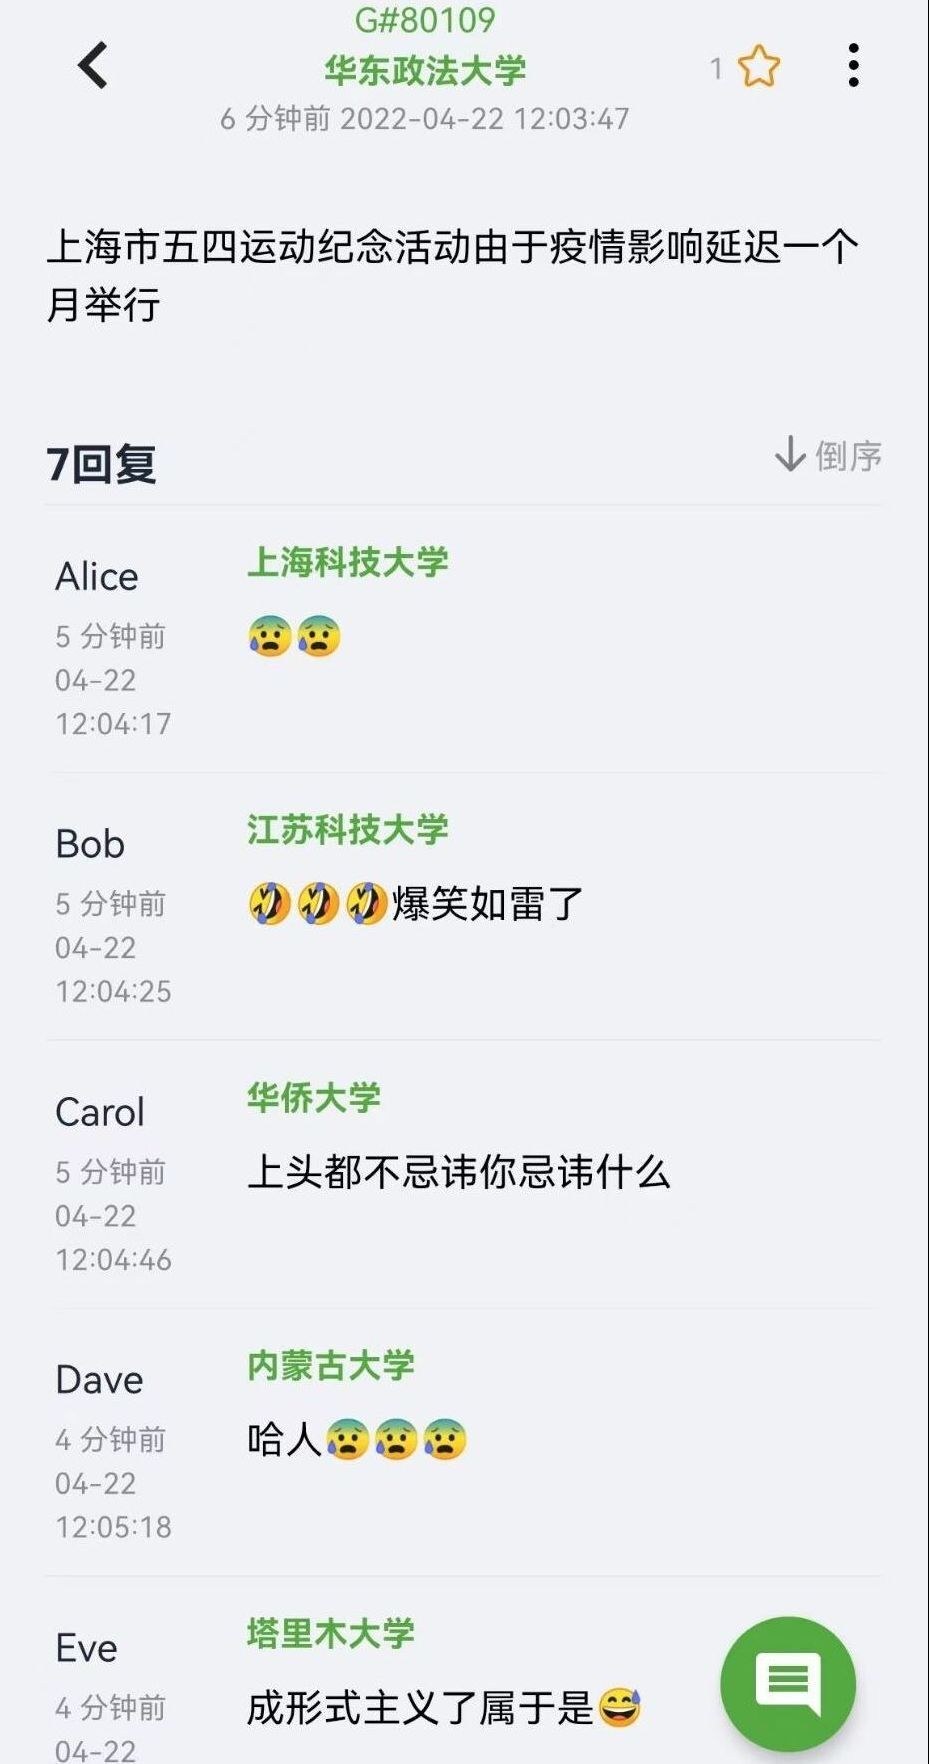 G#80109
华东政法大学
1
6 分钟前 2022-04-22 12:03:47
上海市五四运动纪念活动由于疫情影响延迟一个
月举行
7回复
倒序
Alice
上海科技大学
5 分钟前
😰😰
04-22
12:04:17
Bob
江苏科技大学
5 分钟前
🤣🤣🤣爆笑如雷了
04-22
12:04:25
Carol
华侨大学
5 分钟前
上头都不忌讳你忌讳什么
04-22
12:04:46
Dave
内蒙古大学
4 分钟前
哈人😰😰😰
04-22
12:05:18
Eve
塔里木大学
4 分钟前
成形式主义了属于是😅
04-22